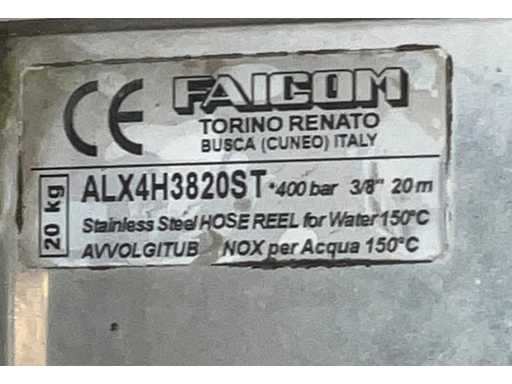 CE FAICOM
TORINO RENATO
BUSCA (CUNEO) ITALY
20 kg
ALX4H3820ST *400 bar 3/8" 20 m
Stainless Steel HOSE REEL for Water 150°C
AVVOLGITUB NOX per Acqua 150°C